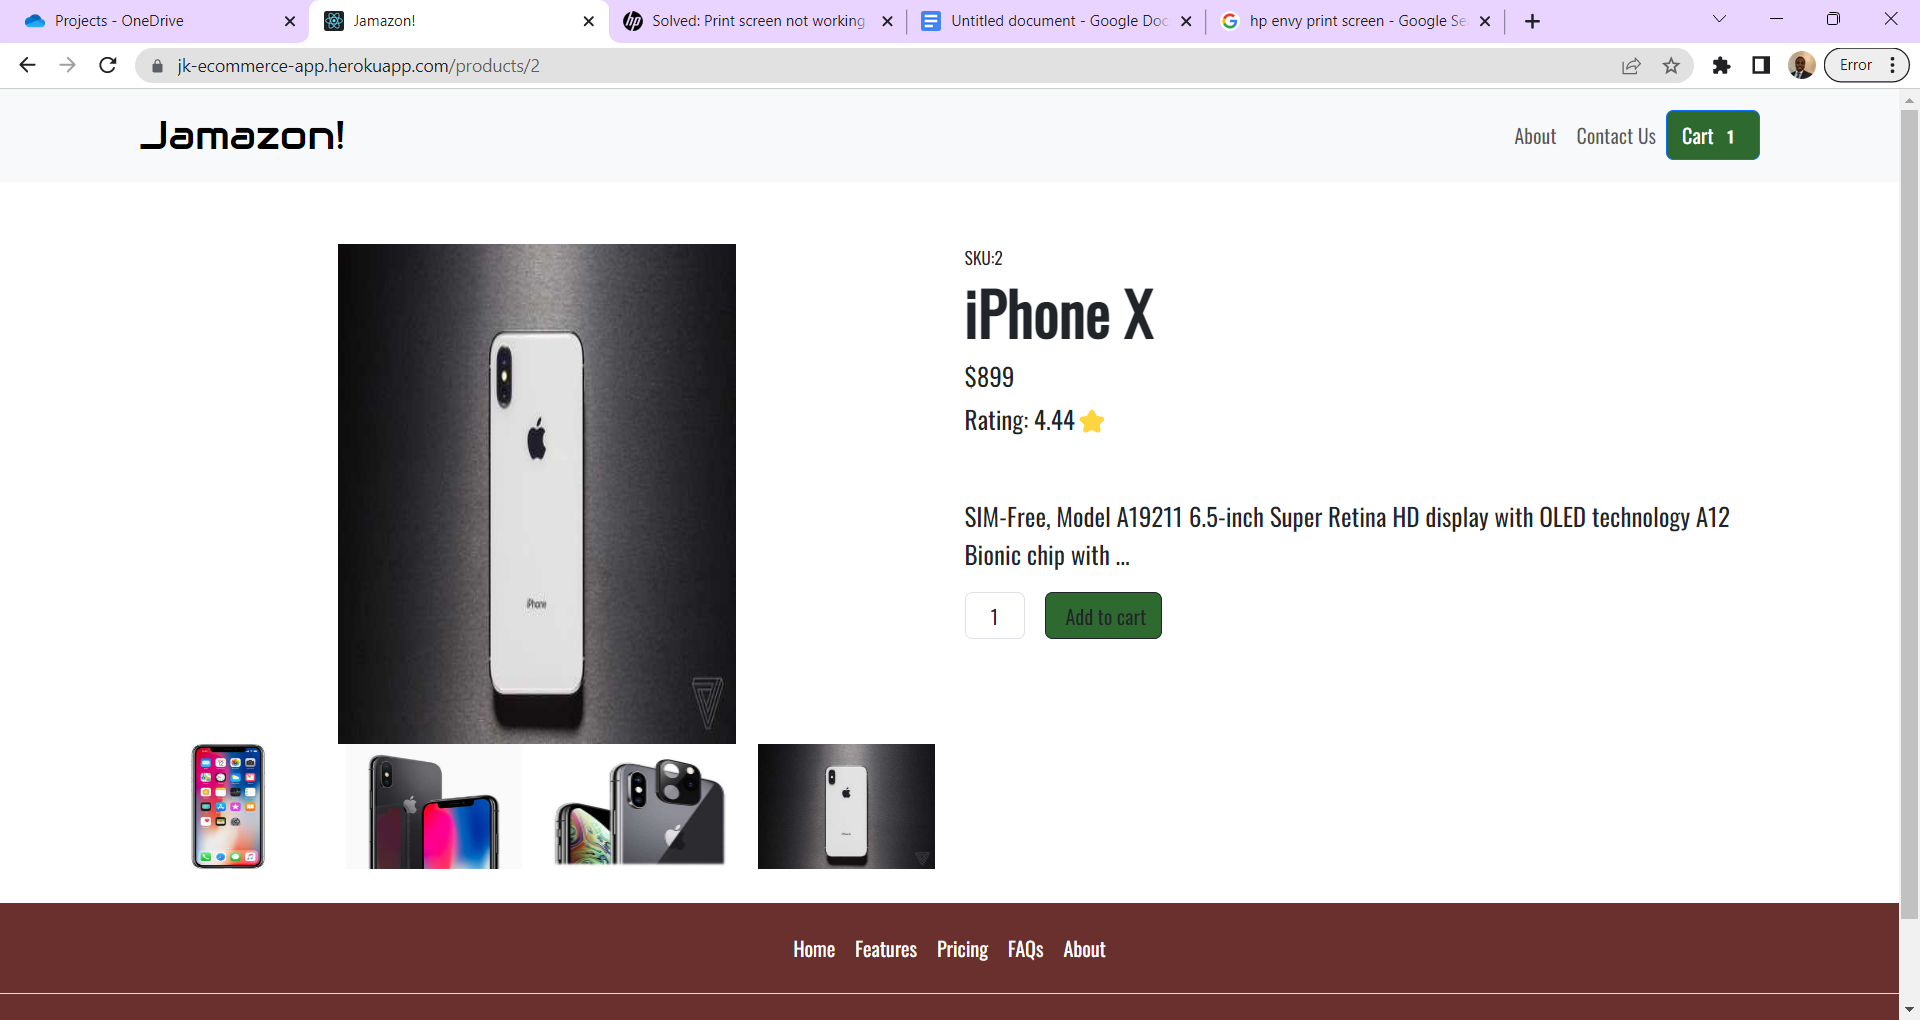 Projects - OneDrive
Jamazon!
Solved: Print screen not working
Untitled document - Google Doc
hp envy print screen - Google Se
jk-ecommerce-app.herokuapp.com/products/2
Error
Jamazon!
About
Contact Us
Cart 1
SKU:2
iPhone X
$899
Rating: 4.44
SIM-Free, Model A19211 6.5-inch Super Retina HD display with OLED technology A12
Bionic chip with ...
1
Add to cart
iPhone
Home
Features
Pricing
FAQs
About